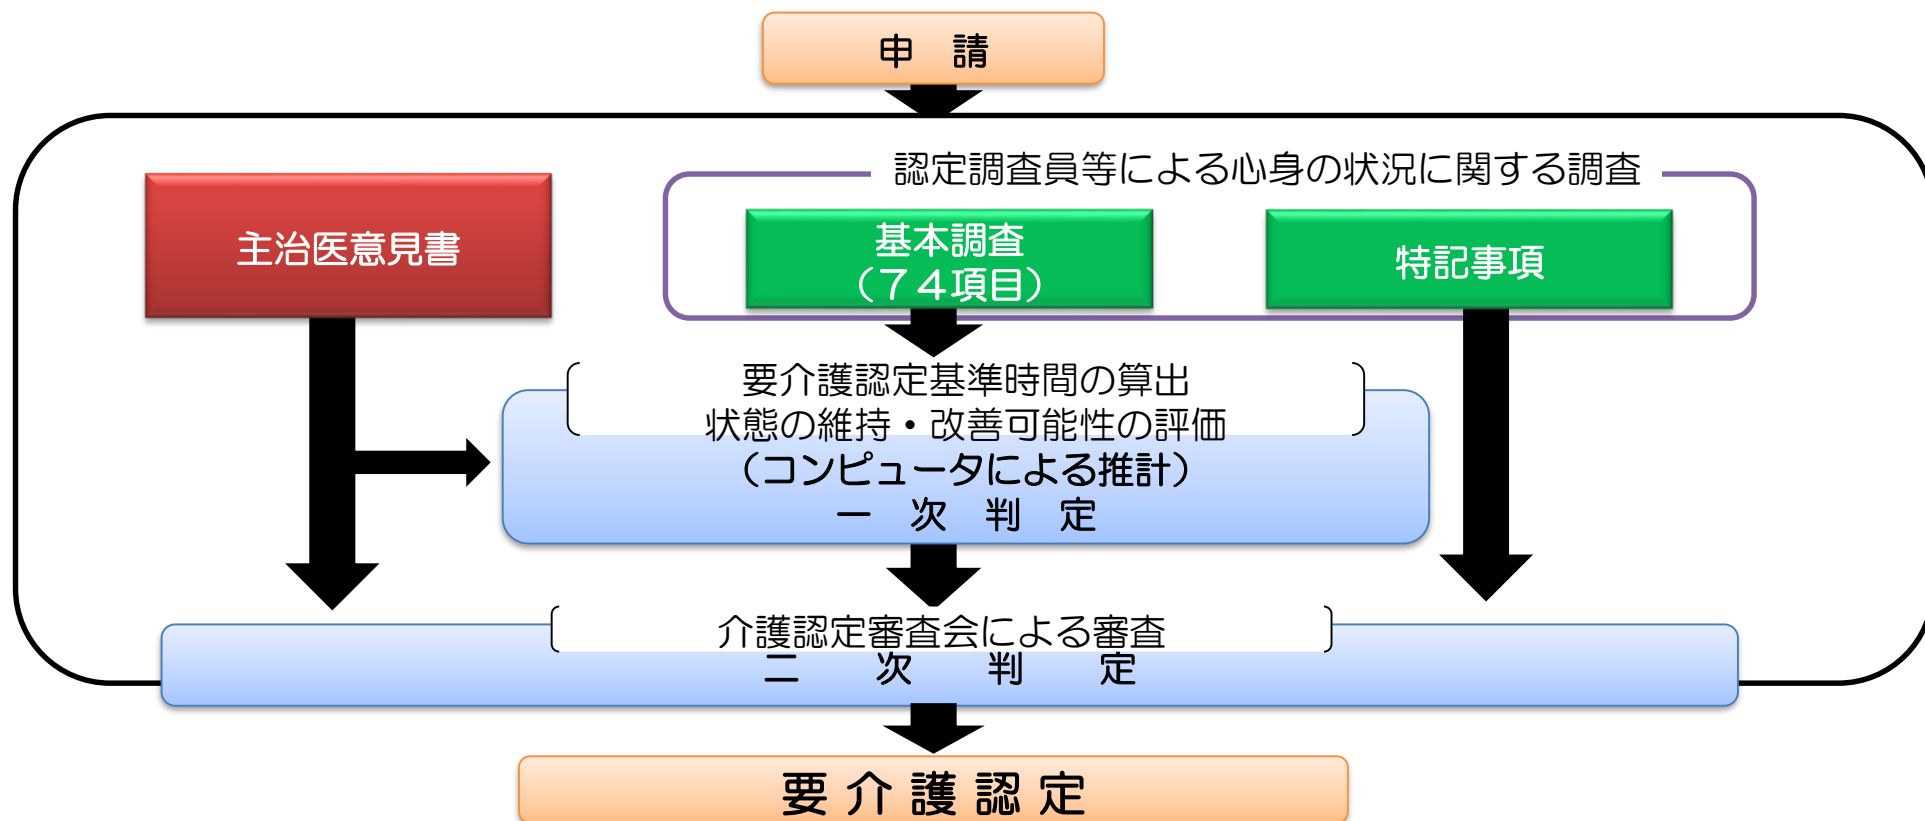 申　請
認定調査員等による心身の状況に関する調査
主治医意見書
基本調査
（７４項目）
特記事項
要介護認定基準時間の算出
状態の維持・改善可能性の評価
（コンピュータによる推計）
一　次　判　定
介護認定審査会による審査
二　　次　　判　　定
要 介 護 認 定